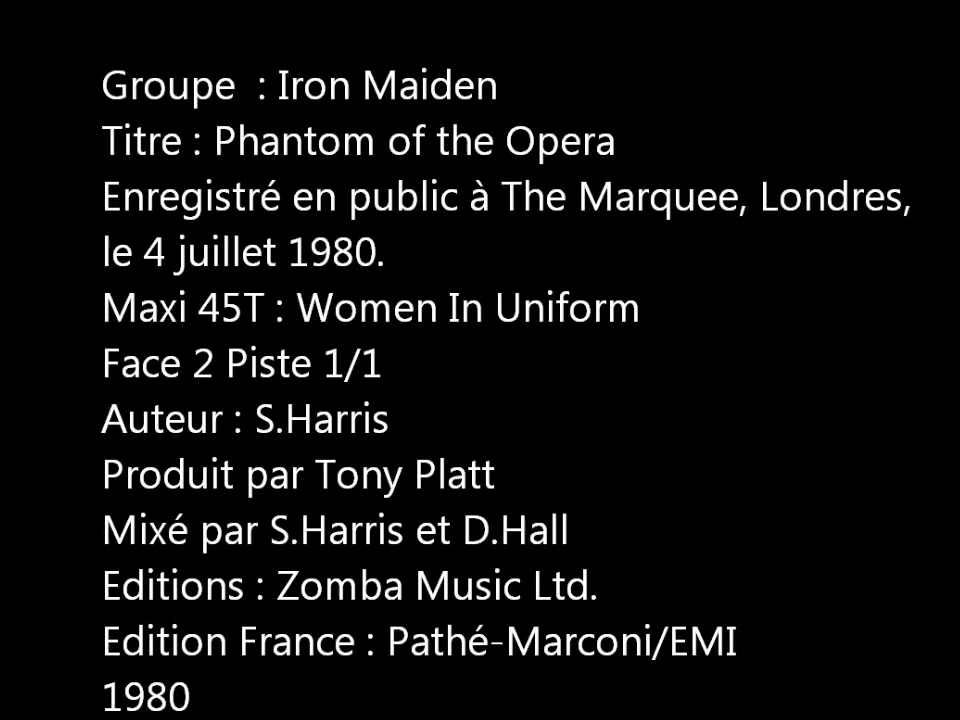 Groupe  : Iron Maiden
Titre : Phantom of the Opera
Enregistré en public à The Marquee, Londres,
le 4 juillet 1980.
Maxi 45T : Women In Uniform
Face 2 Piste 1/1
Auteur : S.Harris
Produit par Tony Platt
Mixé par S.Harris et D.Hall
Editions : Zomba Music Ltd.
Edition France : Pathé-Marconi/EMI
1980